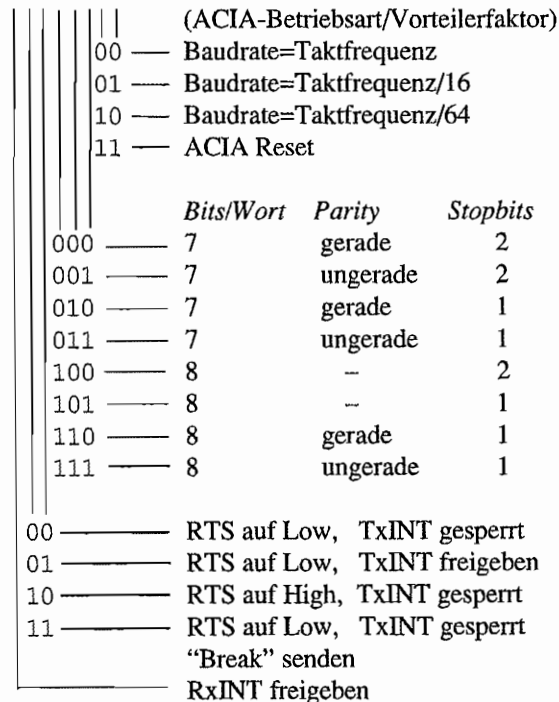 (ACIA-Betriebsart/Vorteilerfaktor)
00 — Baudrate=Taktfrequenz
01 — Baudrate=Taktfrequenz/16
10 — Baudrate=Taktfrequenz/64
11 — ACIA Reset
Bits/Wort Parity Stopbits
000 — 7 gerade 2
001 — 7 ungerade 2
010 — 7 gerade 1
011 — 7 ungerade 1
100 — 8 – 2
101 — 8 – 1
110 — 8 gerade 1
111 — 8 ungerade 1
00 — RTS auf Low, TxINT gesperrt
01 — RTS auf Low, TxINT freigeben
10 — RTS auf High, TxINT gesperrt
11 — RTS auf Low, TxINT gesperrt
“Break” senden
RxINT freigeben